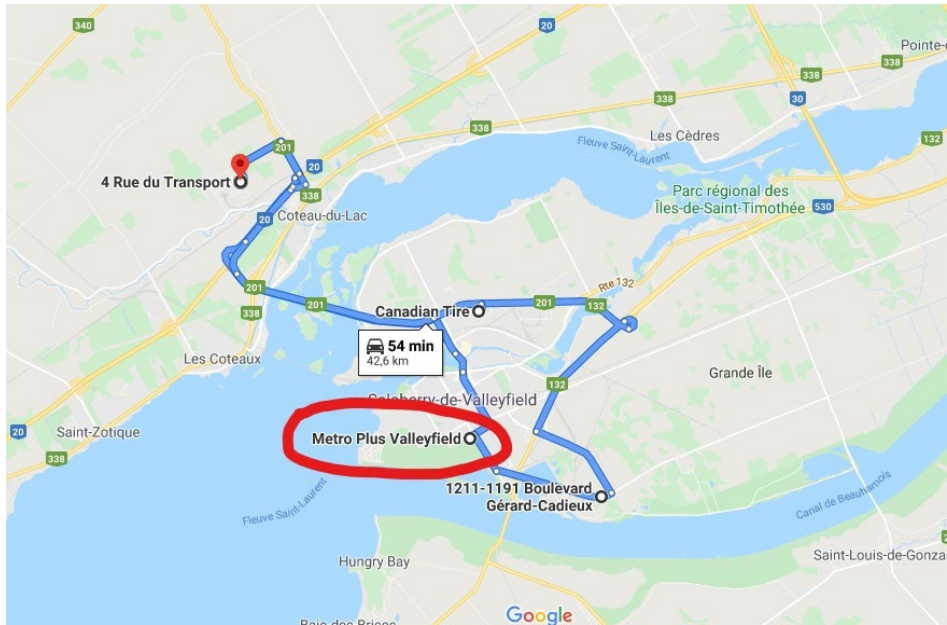 340
20
338
Pointe-
30
338
338
Les Cèdres
Fleuve Saint-Laurent
201
20
4 Rue du Transport
338
Coteau-du-Lac
Parc régional des
Îles-de-Saint-Timothée
530
20
201
201
Rte 132
338
Canadian Tire
201
132
54 min
42,6 km
Les Coteaux
132
Grande Île
Salaberry-de-Valleyfield
20
Saint-Zotique
338
Metro Plus Valleyfield
1211-1191 Boulevard
Gérard-Cadieux
Fleuve Saint-Laurent
Canal de Beauharnois
Hungry Bay
132
Saint-Louis-de-Gonzag
Google